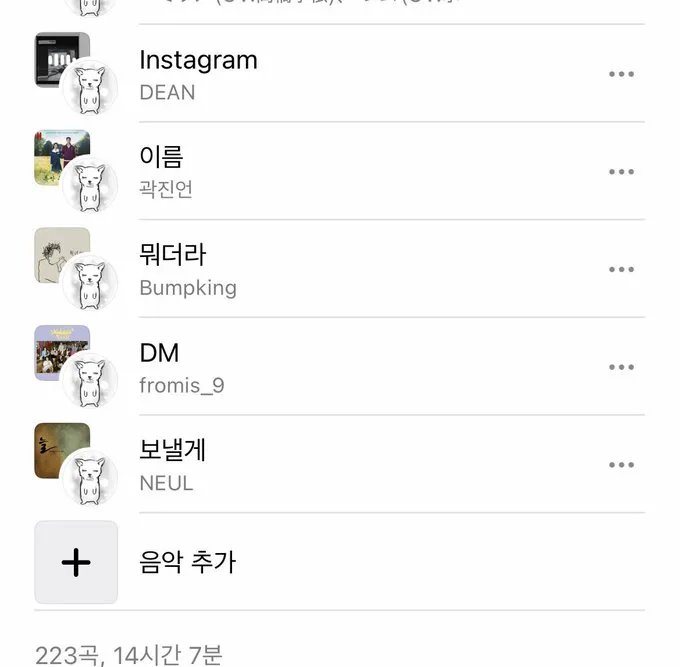 Instagram
DEAN
이름
곽진언
뭐더라
Bumpking
DM
fromis_9
보낼게
NEUL
음악 추가
223곡, 14시간 7분